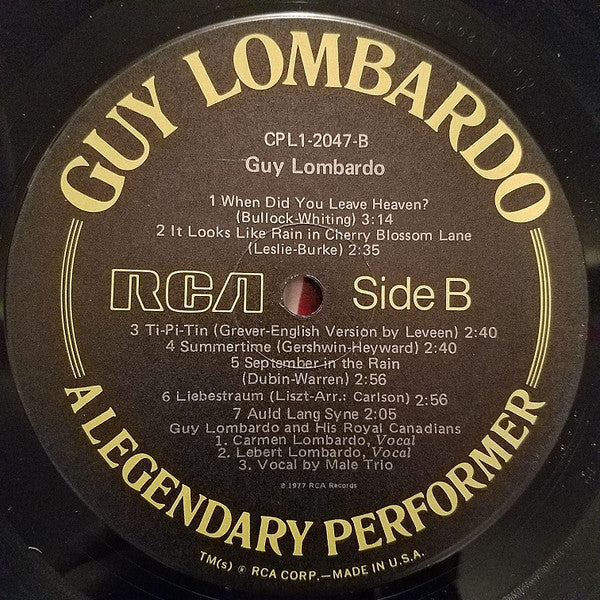 GUY LOMBARDO
CPL1-2047-B
Guy Lombardo
1 When Did You Leave Heaven?
(Bullock-Whiting) 3:14
2 It Looks Like Rain in Cherry Blossom Lane
(Leslie-Burke) 2:35
RCA Side B
3 Ti-Pi-Tin (Grever-English Version by Leveen) 2:40
4 Summertime (Gershwin-Heyward) 2:40
5 September in the Rain
(Dubin-Warren) 2:56
6 Liebestraum (Liszt-Arr.: Carlson) 2:56
7 Auld Lang Syne 2:05
Guy Lombardo and His Royal Canadians
1. Carmen Lombardo, Vocal
2. Lebert Lombardo, Vocal
3. Vocal by Male Trio
℗ 1977 RCA Records
A LEGENDARY PERFORMER
TM(s) ® RCA CORP.—MADE IN U.S.A.